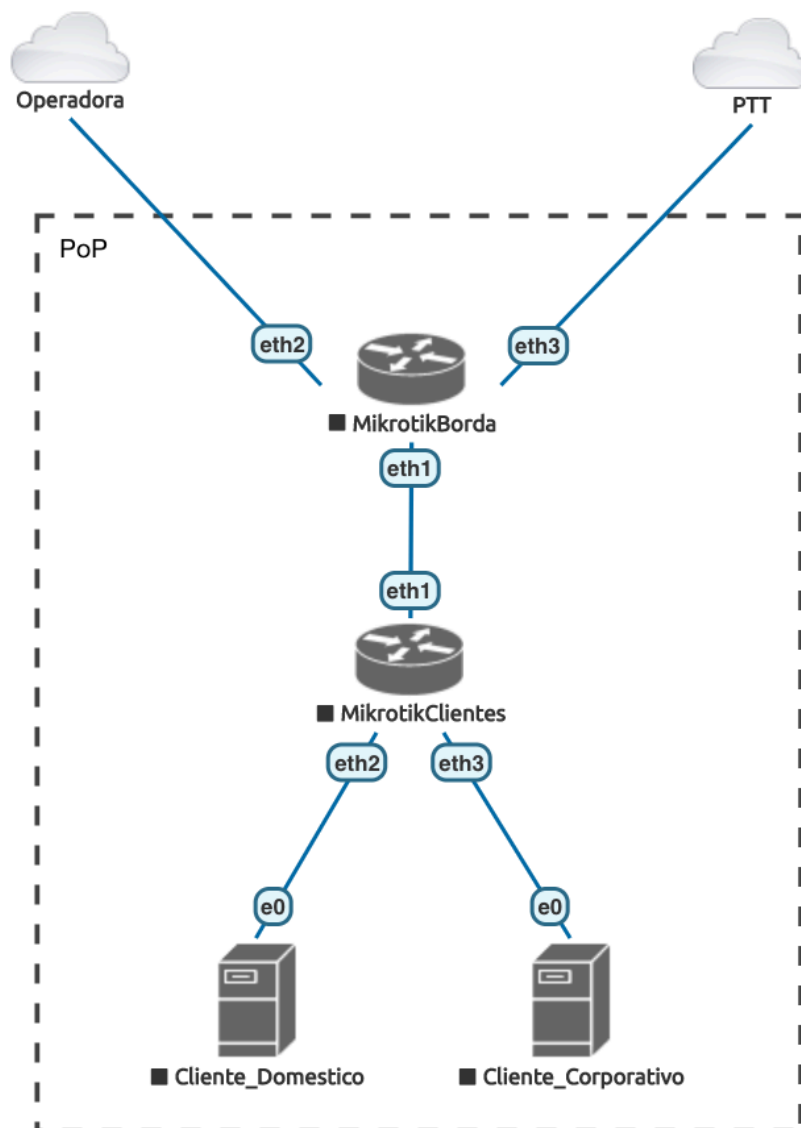 Operadora
PTT
PoP
eth2
eth3
MikrotikBorda
eth1
eth1
MikrotikClientes
eth2
eth3
e0
e0
Cliente_Domestico
Cliente_Corporativo